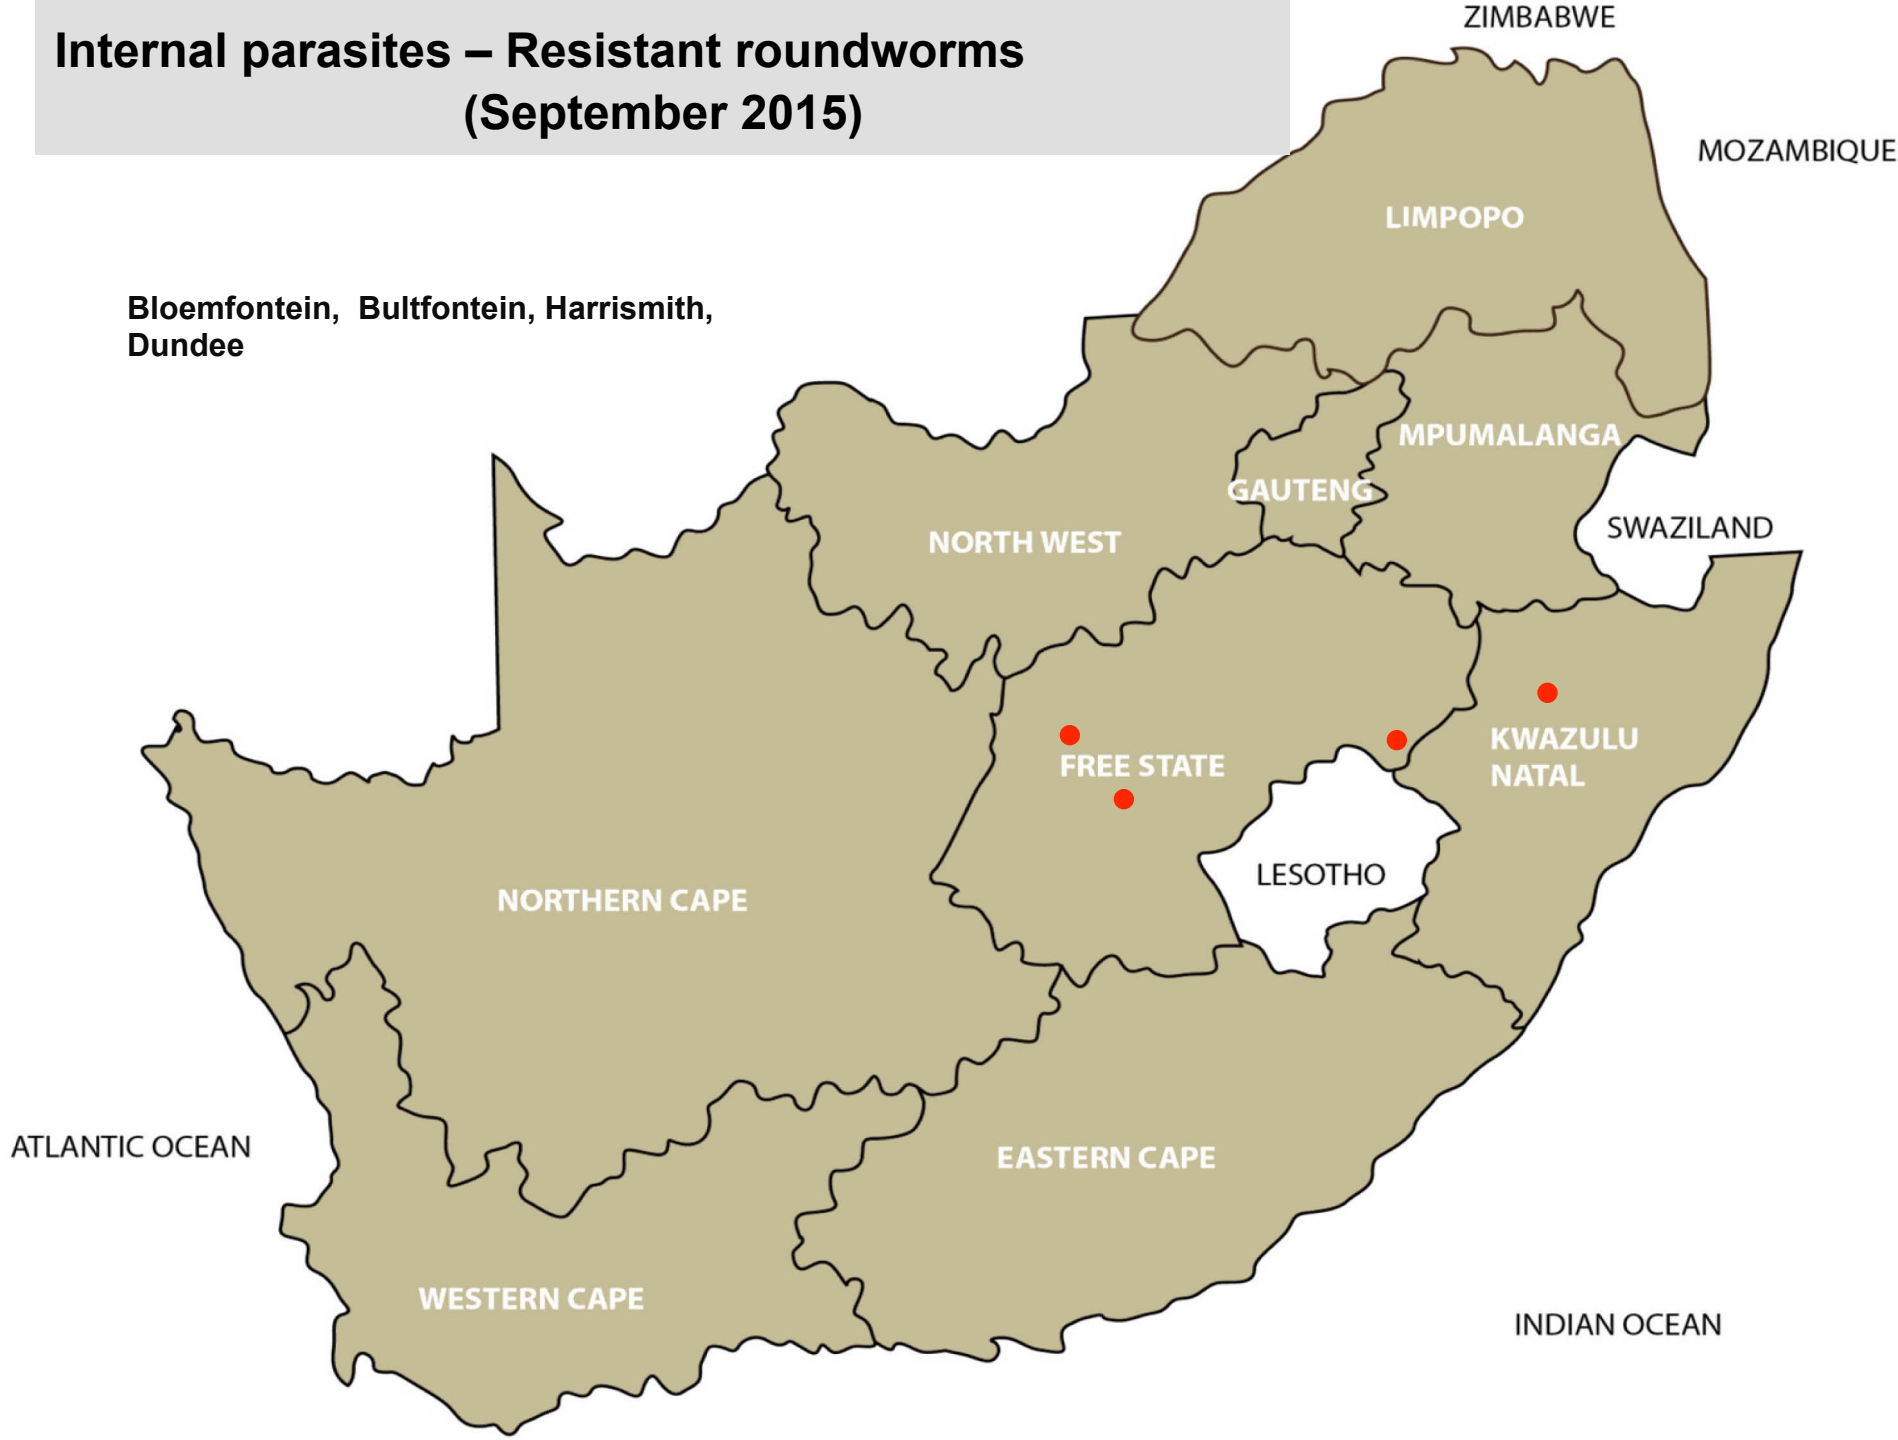 Internal parasites – Resistant roundworms
(September 2015)
ZIMBABWE
MOZAMBIQUE
LIMPOPO
Bloemfontein,  Bultfontein, Harrismith,
Dundee
MPUMALANGA
GAUTENG
NORTH WEST
SWAZILAND
KWAZULU
NATAL
FREE STATE
LESOTHO
NORTHERN CAPE
ATLANTIC OCEAN
EASTERN CAPE
WESTERN CAPE
INDIAN OCEAN